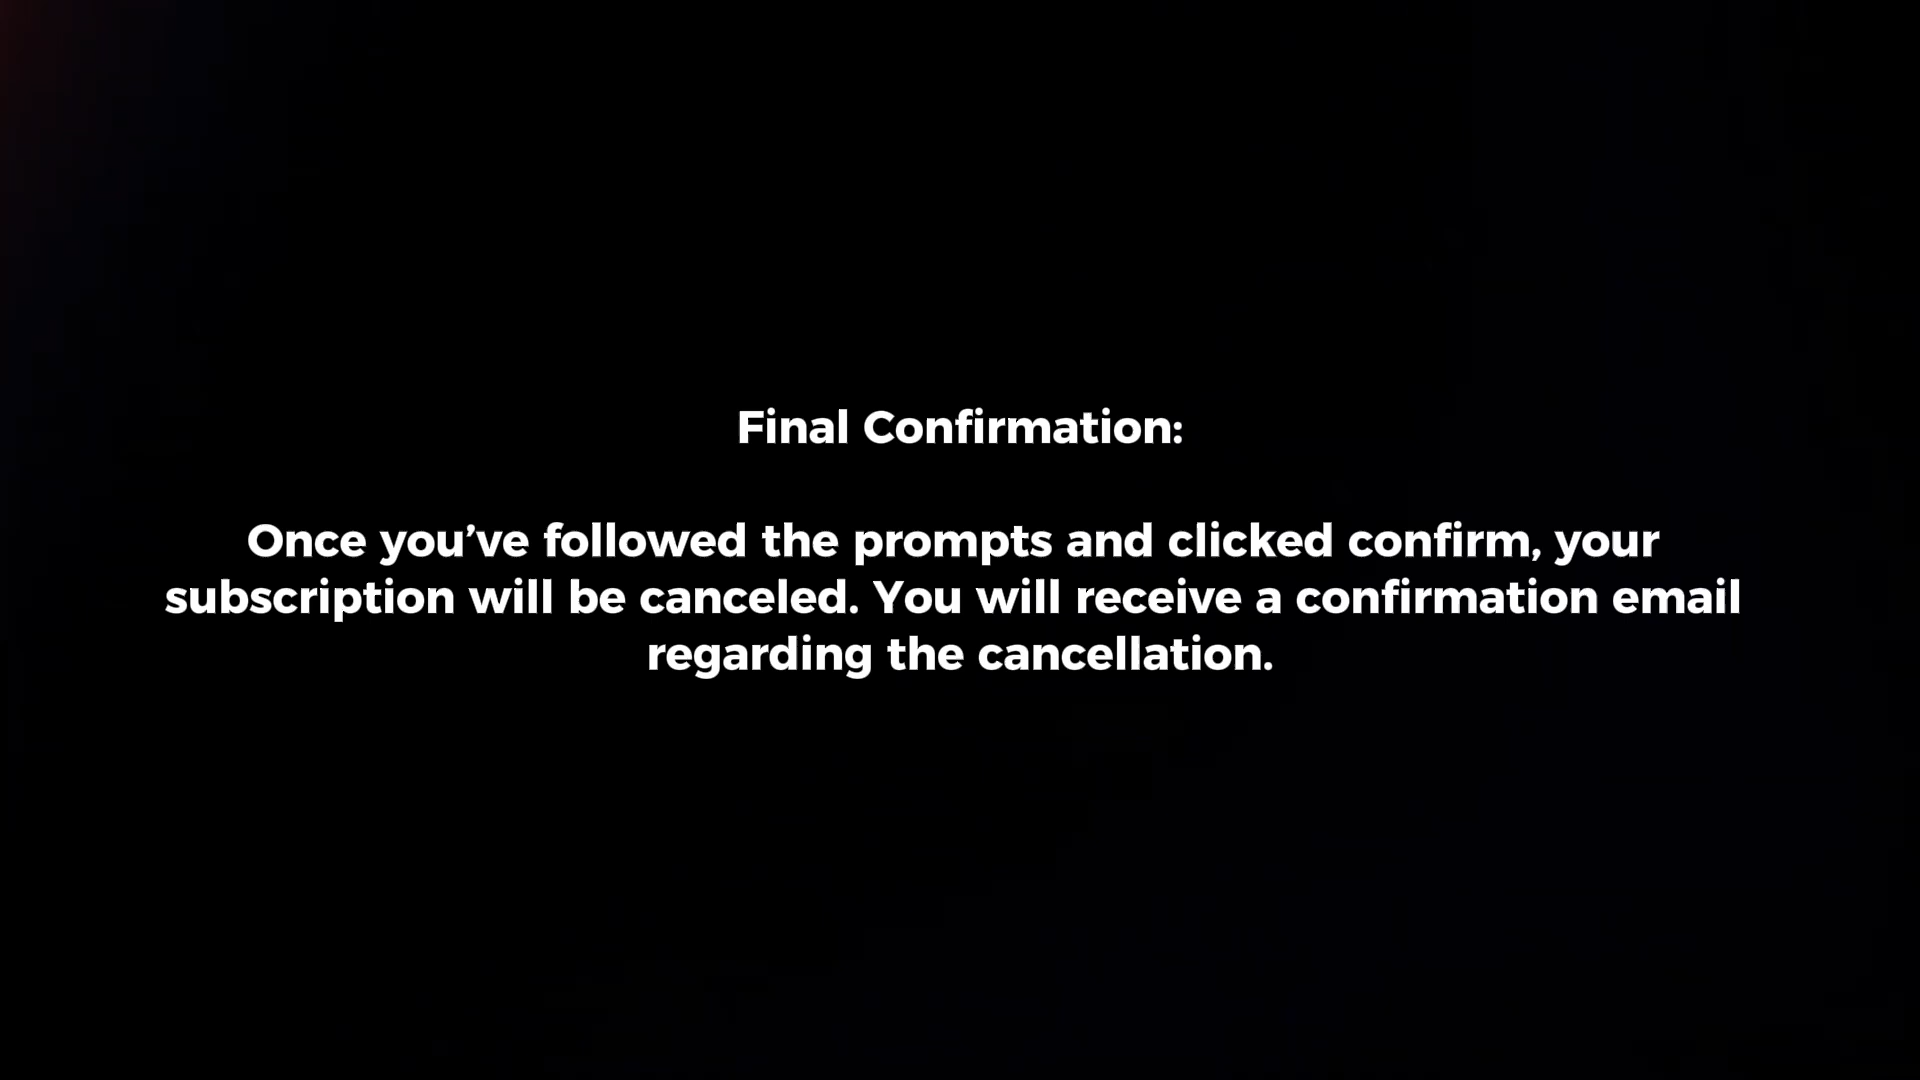 Final Confirmation:
Once you’ve followed the prompts and clicked confirm, your
subscription will be canceled. You will receive a confirmation email
regarding the cancellation.